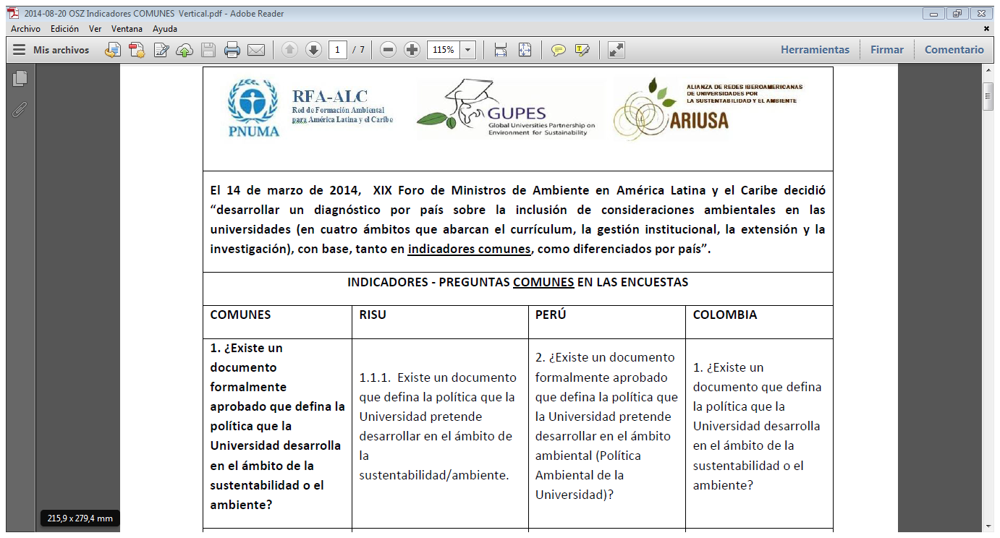 2014-08-20 OSZ Indicadores COMUNES Vertical.pdf - Adobe Reader
Archivo Edición Ver Ventana Ayuda
Mis archivos 1 / 7 115% Herramientas Firmar Comentario
PNUMA
RFA-ALC
Red de Formación Ambiental
para América Latina y el Caribe
GUPES
Global Universities Partnership on
Environment for Sustainability
ALIANZA DE REDES IBEROAMERICANAS
DE UNIVERSIDADES POR
LA SUSTENTABILIDAD Y EL AMBIENTE
ARIUSA
El 14 de marzo de 2014, XIX Foro de Ministros de Ambiente en América Latina y el Caribe decidió
“desarrollar un diagnóstico por país sobre la inclusión de consideraciones ambientales en las
universidades (en cuatro ámbitos que abarcan el currículum, la gestión institucional, la extensión y la
investigación), con base, tanto en indicadores comunes, como diferenciados por país”.
INDICADORES - PREGUNTAS COMUNES EN LAS ENCUESTAS
COMUNES
RISU
PERÚ
COLOMBIA
1. ¿Existe un
documento
formalmente
aprobado que defina la
política que la
Universidad desarrolla
en el ámbito de la
sustentabilidad o el
ambiente?
1.1.1. Existe un documento
que defina la política que la
Universidad pretende
desarrollar en el ámbito de
la
sustentabilidad/ambiente.
2. ¿Existe un documento
formalmente aprobado
que defina la política que
la Universidad pretende
desarrollar en el ámbito
ambiental (Política
Ambiental de la
Universidad)?
1. ¿Existe un
documento que defina
la política que la
Universidad desarrolla
en el ámbito de la
sustentabilidad o el
ambiente?
215,9 x 279,4 mm